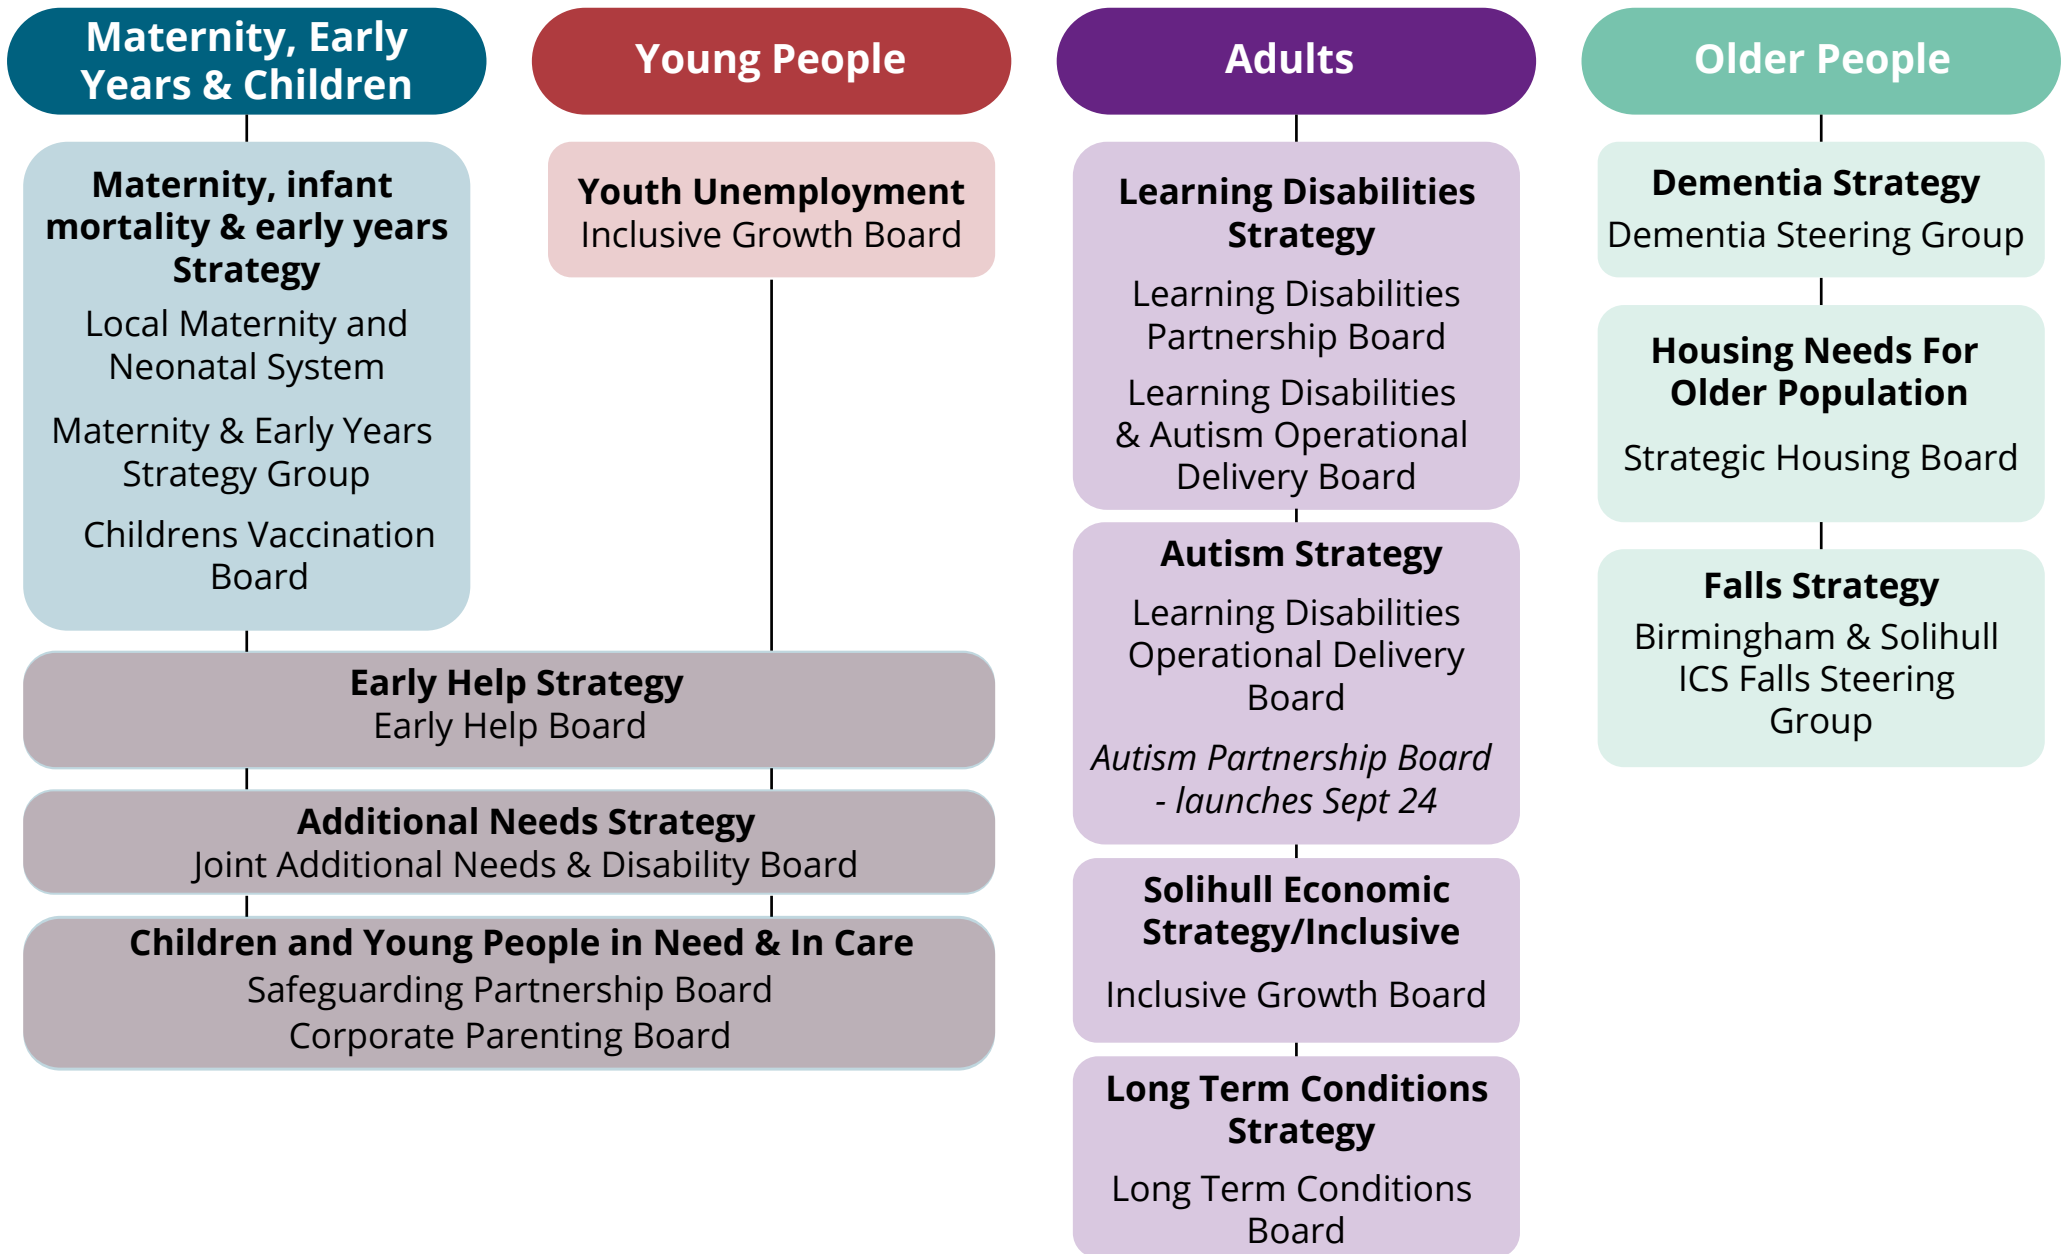 Maternity, Early
Years & Children
Maternity, infant
mortality & early years
Strategy
Local Maternity and
Neonatal System
Maternity & Early Years
Strategy Group
Childrens Vaccination
Board
Young People
Youth Unemployment
Inclusive Growth Board
Early Help Strategy
Early Help Board
Additional Needs Strategy
Joint Additional Needs & Disability Board
Children and Young People in Need & In Care
Safeguarding Partnership Board
Corporate Parenting Board
Adults
Learning Disabilities
Strategy
Learning Disabilities
Partnership Board
Learning Disabilities
& Autism Operational
Delivery Board
Autism Strategy
Learning Disabilities
Operational Delivery
Board
Autism Partnership Board
- launches Sept 24
Solihull Economic
Strategy/Inclusive
Inclusive Growth Board
Long Term Conditions
Strategy
Long Term Conditions
Board
Older People
Dementia Strategy
Dementia Steering Group
Housing Needs For
Older Population
Strategic Housing Board
Falls Strategy
Birmingham & Solihull
ICS Falls Steering
Group